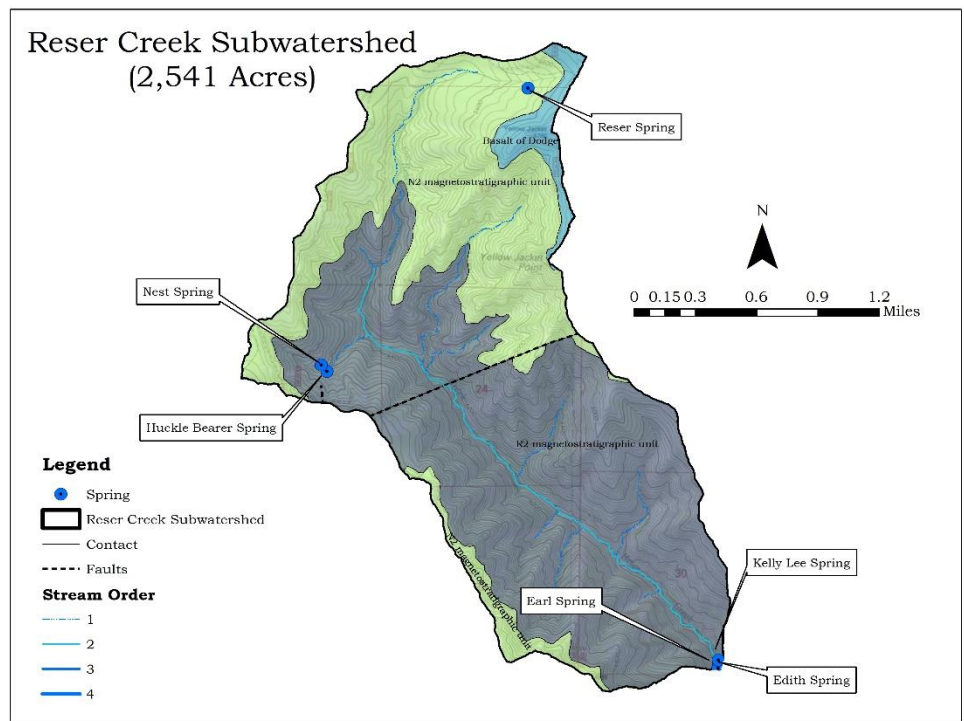 Reser Creek Subwatershed
(2,541 Acres)
Reser Spring
Yellow Jacket
Basalt of Dodge
N2 magnetostratigraphic unit
N
Yellow Jacket
Point
Nest Spring
0 0.15 0.3 0.6 0.9 1.2
Miles
24
Huckle Bearer Spring
R2 magnetostratigraphic unit
Legend
Spring
Reser Creek Subwatershed
Contact
Faults
Stream Order
1
2
3
4
N2 magnetostratigraphic unit
30
Kelly Lee Spring
Earl Spring
Edith Spring